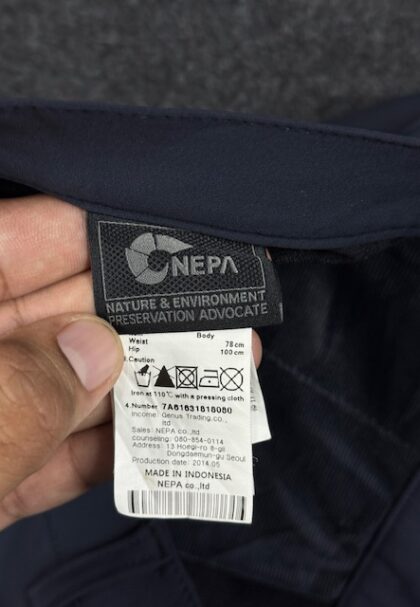 NEPA
NATURE & ENVIRONMENT
PRESERVATION ADVOCATE
Body
Waist 78 cm
Hip 100 cm
.Caution
Iron at 110°C with a pressing cloth
4.Number 7A61631618080
Income: Genus Trading.co.,
ltd
Sales: NEPA co.,ltd
counseling: 080-854-0114
Address: 13 Hoegi-ro 8-gil
Dongdaemun-gu Seoul
Production date: 2014.05
MADE IN INDONESIA
NEPA co.,ltd